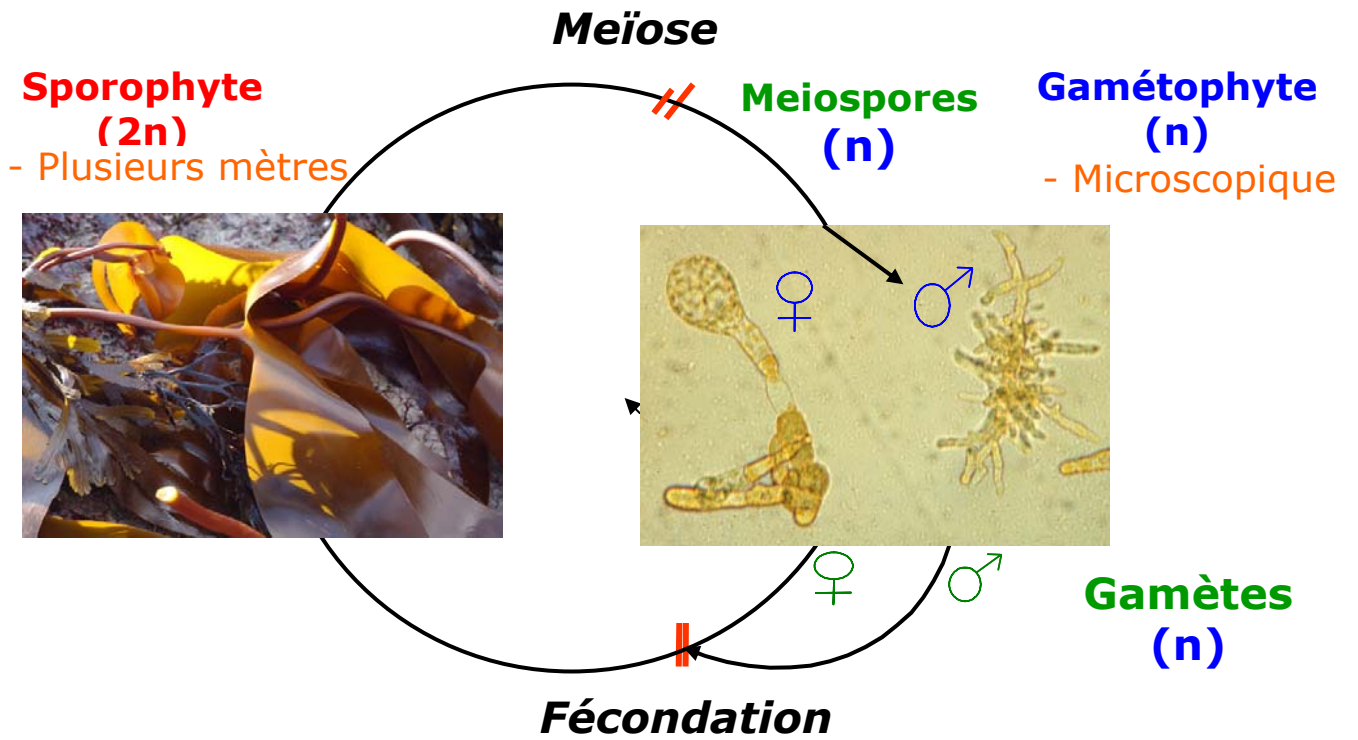 Meïose
Sporophyte
(2n)
- Plusieurs mètres
Meiospores
(n)
Gamétophyte
(n)
- Microscopique
♀
♂
♀
♂
Gamètes
(n)
Fécondation